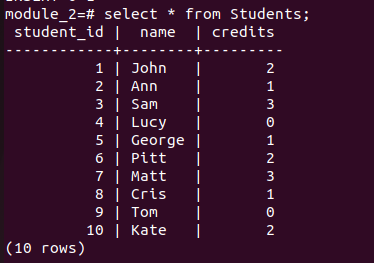 module_2=# select * from Students;
 student_id |  name  | credits
------------+--------+---------
          1 | John   |       2
          2 | Ann    |       1
          3 | Sam    |       3
          4 | Lucy   |       0
          5 | George |       1
          6 | Pitt   |       2
          7 | Matt   |       3
          8 | Cris   |       1
          9 | Tom    |       0
         10 | Kate   |       2
(10 rows)